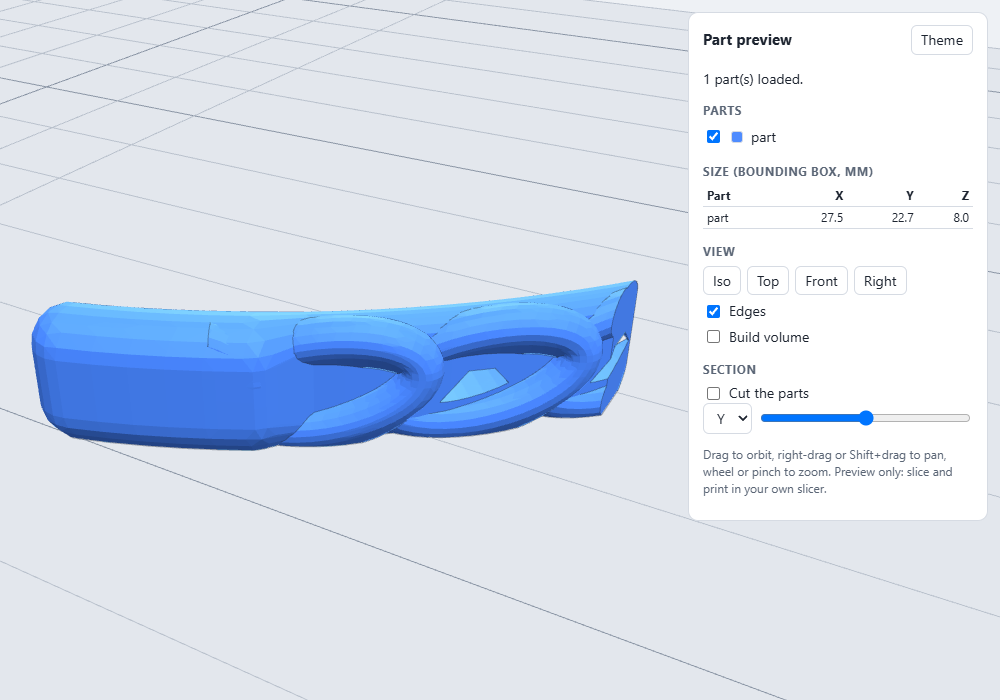 Part preview
Theme
1 part(s) loaded.
PARTS
part
SIZE (BOUNDING BOX, MM)
Part X Y Z
part 27.5 22.7 8.0
VIEW
Iso Top Front Right
Edges
Build volume
SECTION
Cut the parts
Y
Drag to orbit, right-drag or Shift+drag to pan,
wheel or pinch to zoom. Preview only: slice and
print in your own slicer.